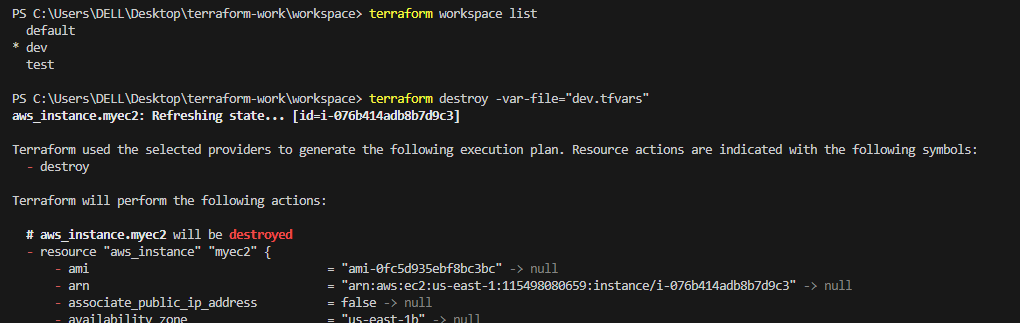 PS C:\Users\DELL\Desktop\terraform-work\workspace> terraform workspace list
  default
* dev
  test
PS C:\Users\DELL\Desktop\terraform-work\workspace> terraform destroy -var-file="dev.tfvars"
aws_instance.myec2: Refreshing state... [id=i-076b414adb8b7d9c3]
Terraform used the selected providers to generate the following execution plan. Resource actions are indicated with the following symbols:
  - destroy
Terraform will perform the following actions:
  # aws_instance.myec2 will be destroyed
  - resource "aws_instance" "myec2" {
      - ami                                  = "ami-0fc5d935ebf8bc3bc" -> null
      - arn                                  = "arn:aws:ec2:us-east-1:115498080659:instance/i-076b414adb8b7d9c3" -> null
      - associate_public_ip_address          = false -> null
      - availability_zone                    = "us-east-1b" -> null